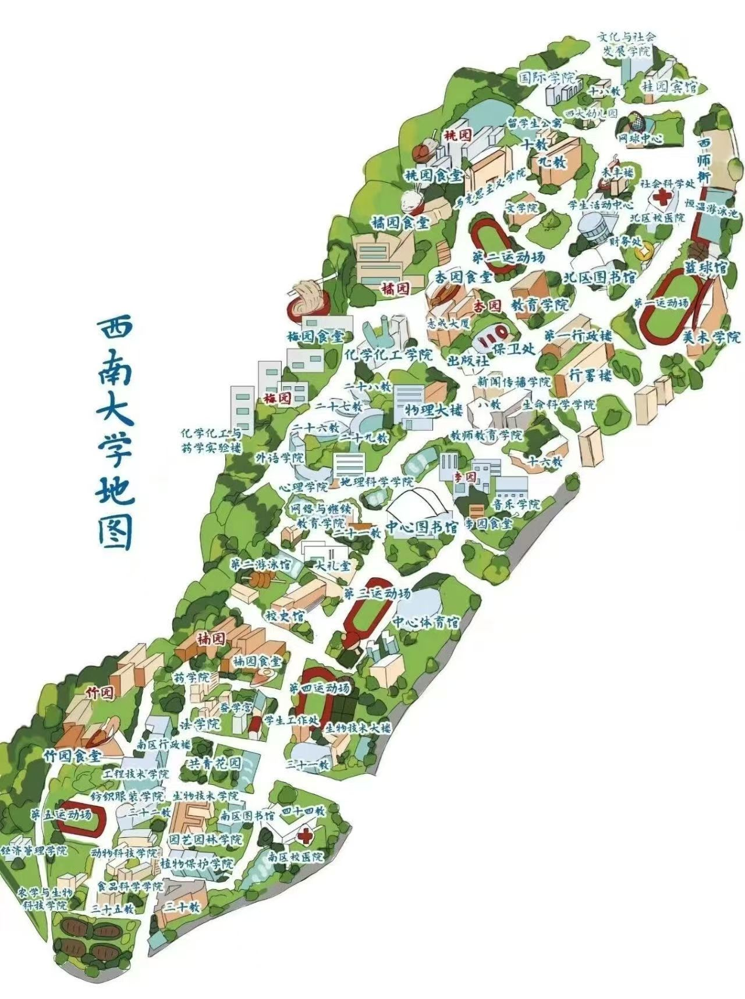 西南大学地图
文化与社会
发展学院
国际学院
十八教
桂园宾馆
西大幼儿园
留学生公寓
网球中心
桃园
十教
九教
西师街
桃园食堂
禾丰楼
社会科学处
马克思主义学院
文学院
学生活动中心
北区校医院
恒温游泳池
橘园食堂
财务处
第二运动场
篮球馆
杏园食堂
北区图书馆
橘园
杏园
教育学院
第一运动场
志成大厦
梅园食堂
第一行政楼
美术学院
化学化工学院
保卫处
出版社
行署楼
新闻传播学院
二十八教
梅园
二十七教
物理大楼
八教
生命科学学院
二十六教
二十九教
教师教育学院
化学化工与
药学实验楼
外语学院
十六教
心理学院
地理科学学院
李园
网络与继续
教育学院
音乐学院
二十一教
中心图书馆
李园食堂
第二游泳馆
大礼堂
第三运动场
校史馆
中心体育馆
楠园
楠园食堂
药学院
竹园
第四运动场
蚕学宫
法学院
学生工作处
生物技术大楼
南区行政楼
竹园食堂
共青花园
三十一教
工程技术学院
纺织服装学院
生物技术学院
第五运动场
三十二教
南区图书馆
四十四教
园艺园林学院
经济管理学院
动物科技学院
南区校医院
植物保护学院
食品科学学院
农学与生物
科技学院
三十五教
三十教